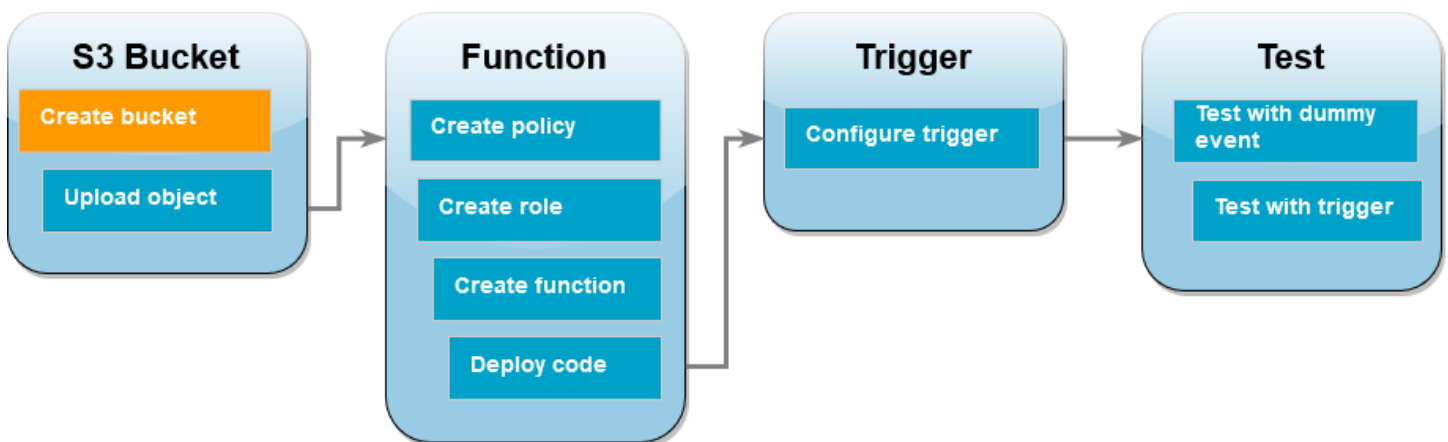 S3 Bucket
Create bucket
Upload object
Function
Create policy
Create role
Create function
Deploy code
Trigger
Configure trigger
Test
Test with dummy
event
Test with trigger